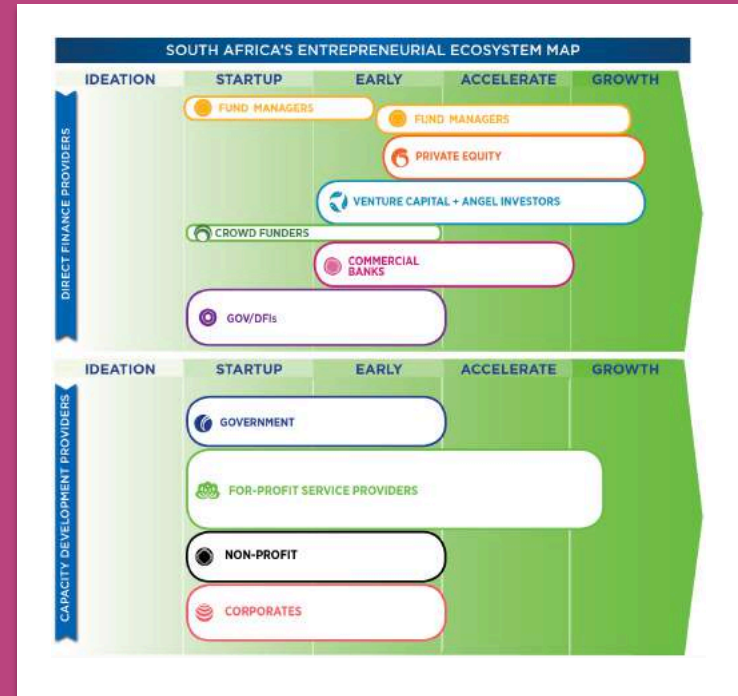 SOUTH AFRICA'S ENTREPRENEURIAL ECOSYSTEM MAP
IDEATION STARTUP EARLY ACCELERATE GROWTH
DIRECT FINANCE PROVIDERS
FUND MANAGERS
FUND MANAGERS
PRIVATE EQUITY
VENTURE CAPITAL + ANGEL INVESTORS
CROWD FUNDERS
COMMERCIAL
BANKS
GOV/DFIs
IDEATION STARTUP EARLY ACCELERATE GROWTH
CAPACITY DEVELOPMENT PROVIDERS
GOVERNMENT
FOR-PROFIT SERVICE PROVIDERS
NON-PROFIT
CORPORATES